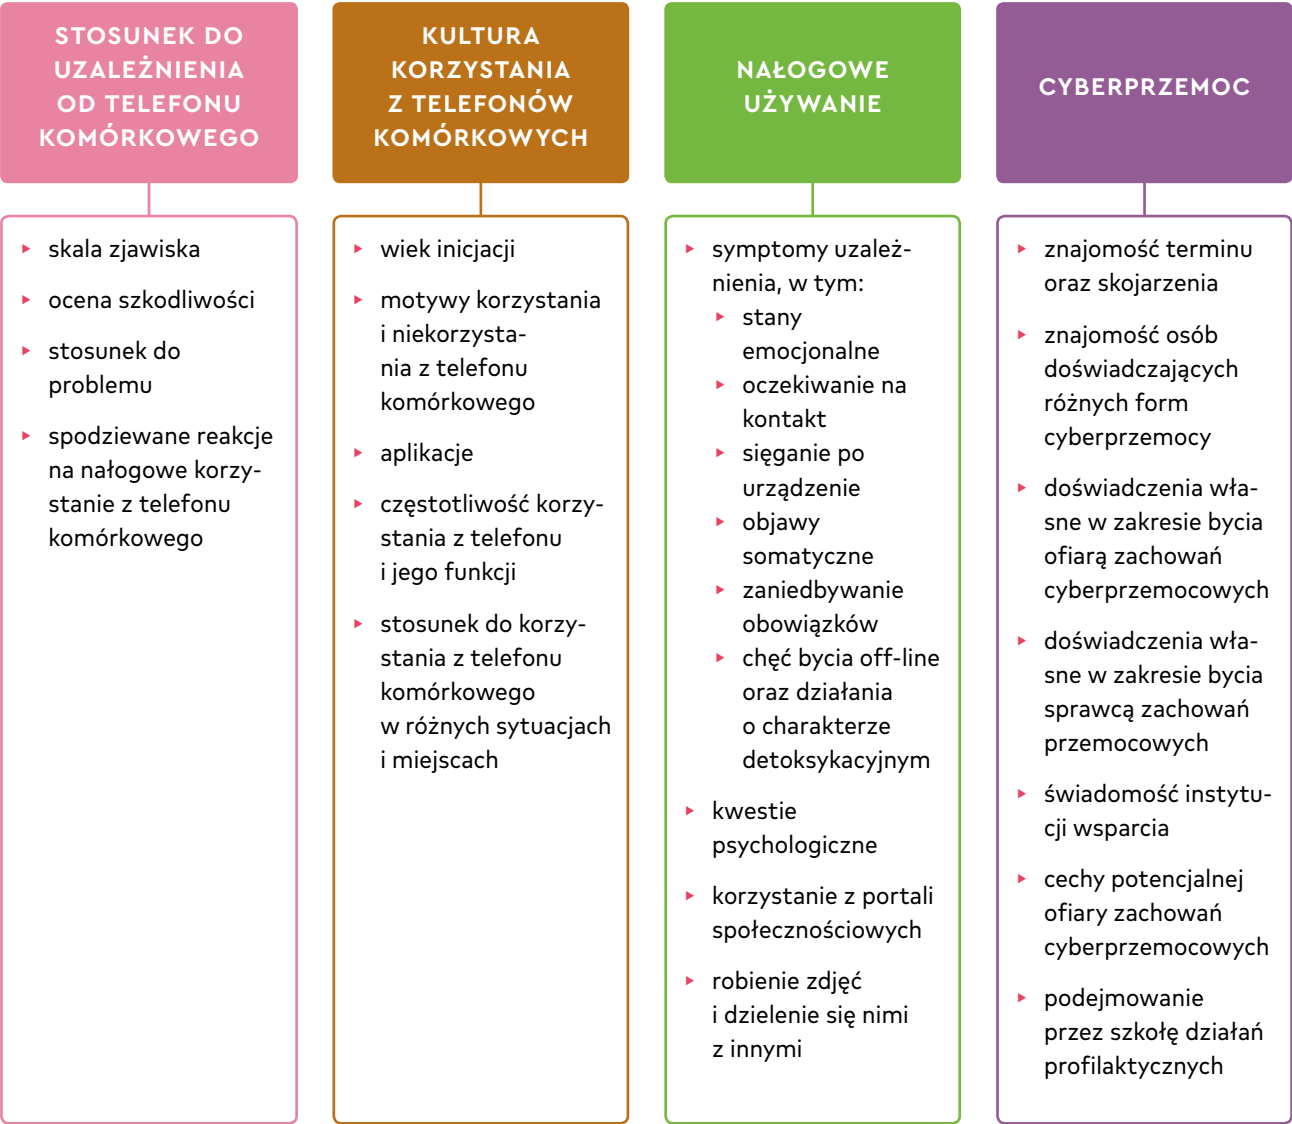 STOSUNEK DO
UZALEŻNIENIA
OD TELEFONU
KOMÓRKOWEGO
skala zjawiska
ocena szkodliwości
stosunek do
problemu
spodziewane reakcje
na nałogowe korzy-
stanie z telefonu
komórkowego
KULTURA
KORZYSTANIA
Z TELEFONÓW
KOMÓRKOWYCH
wiek inicjacji
motywy korzystania
i niekorzysta-
nia z telefonu
komórkowego
aplikacje
częstotliwość korzy-
stania z telefonu
i jego funkcji
stosunek do korzy-
stania z telefonu
komórkowego
w różnych sytuacjach
i miejscach
NAŁOGOWE
UŻYWANIE
symptomy uzależ-
nienia, w tym:
stany
emocjonalne
oczekiwanie na
kontakt
sięganie po
urządzenie
objawy
somatyczne
zaniedbywanie
obowiązków
chęć bycia off-line
oraz działania
o charakterze
detoksykacyjnym
kwestie
psychologiczne
korzystanie z portali
społecznościowych
robienie zdjęć
i dzielenie się nimi
z innymi
CYBERPRZEMOC
znajomość terminu
oraz skojarzenia
znajomość osób
doświadczających
różnych form
cyberprzemocy
doświadczenia wła-
sne w zakresie bycia
ofiarą zachowań
cyberprzemocowych
doświadczenia wła-
sne w zakresie bycia
sprawcą zachowań
przemocowych
świadomość instytu-
cji wsparcia
cechy potencjalnej
ofiary zachowań
cyberprzemocowych
podejmowanie
przez szkołę działań
profilaktycznych